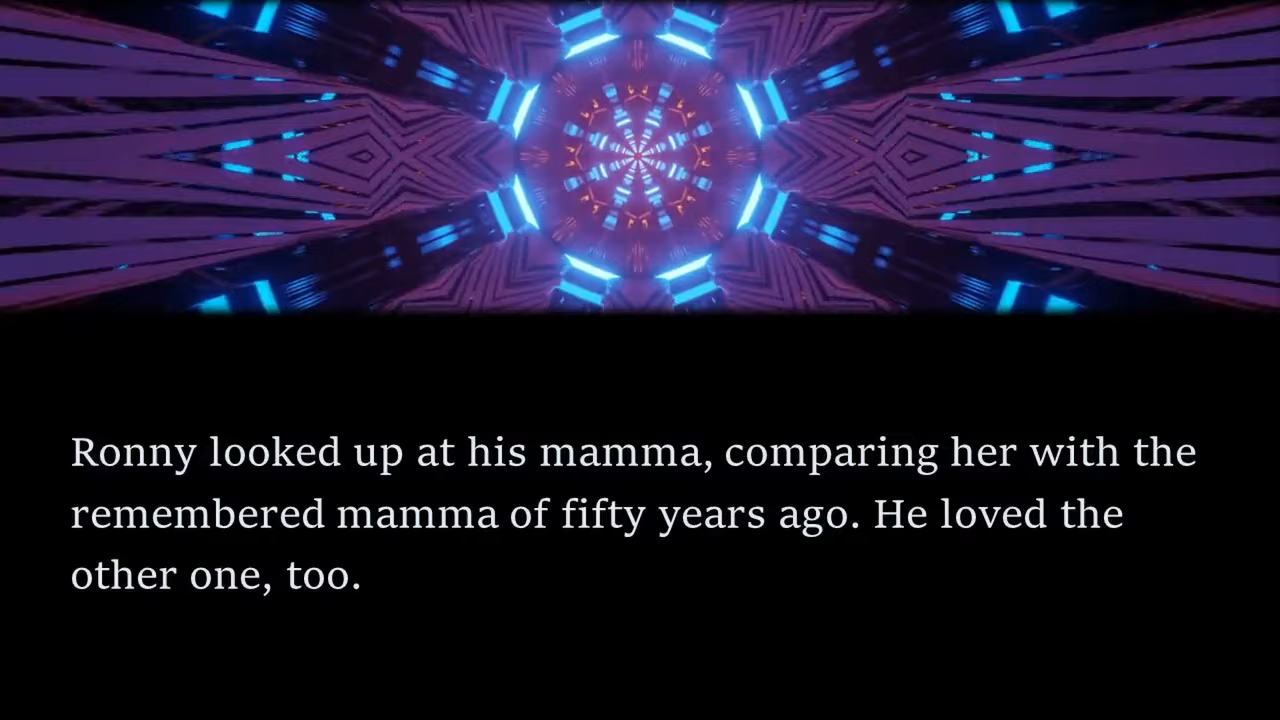 Ronny looked up at his mamma, comparing her with the
remembered mamma of fifty years ago. He loved the
other one, too.